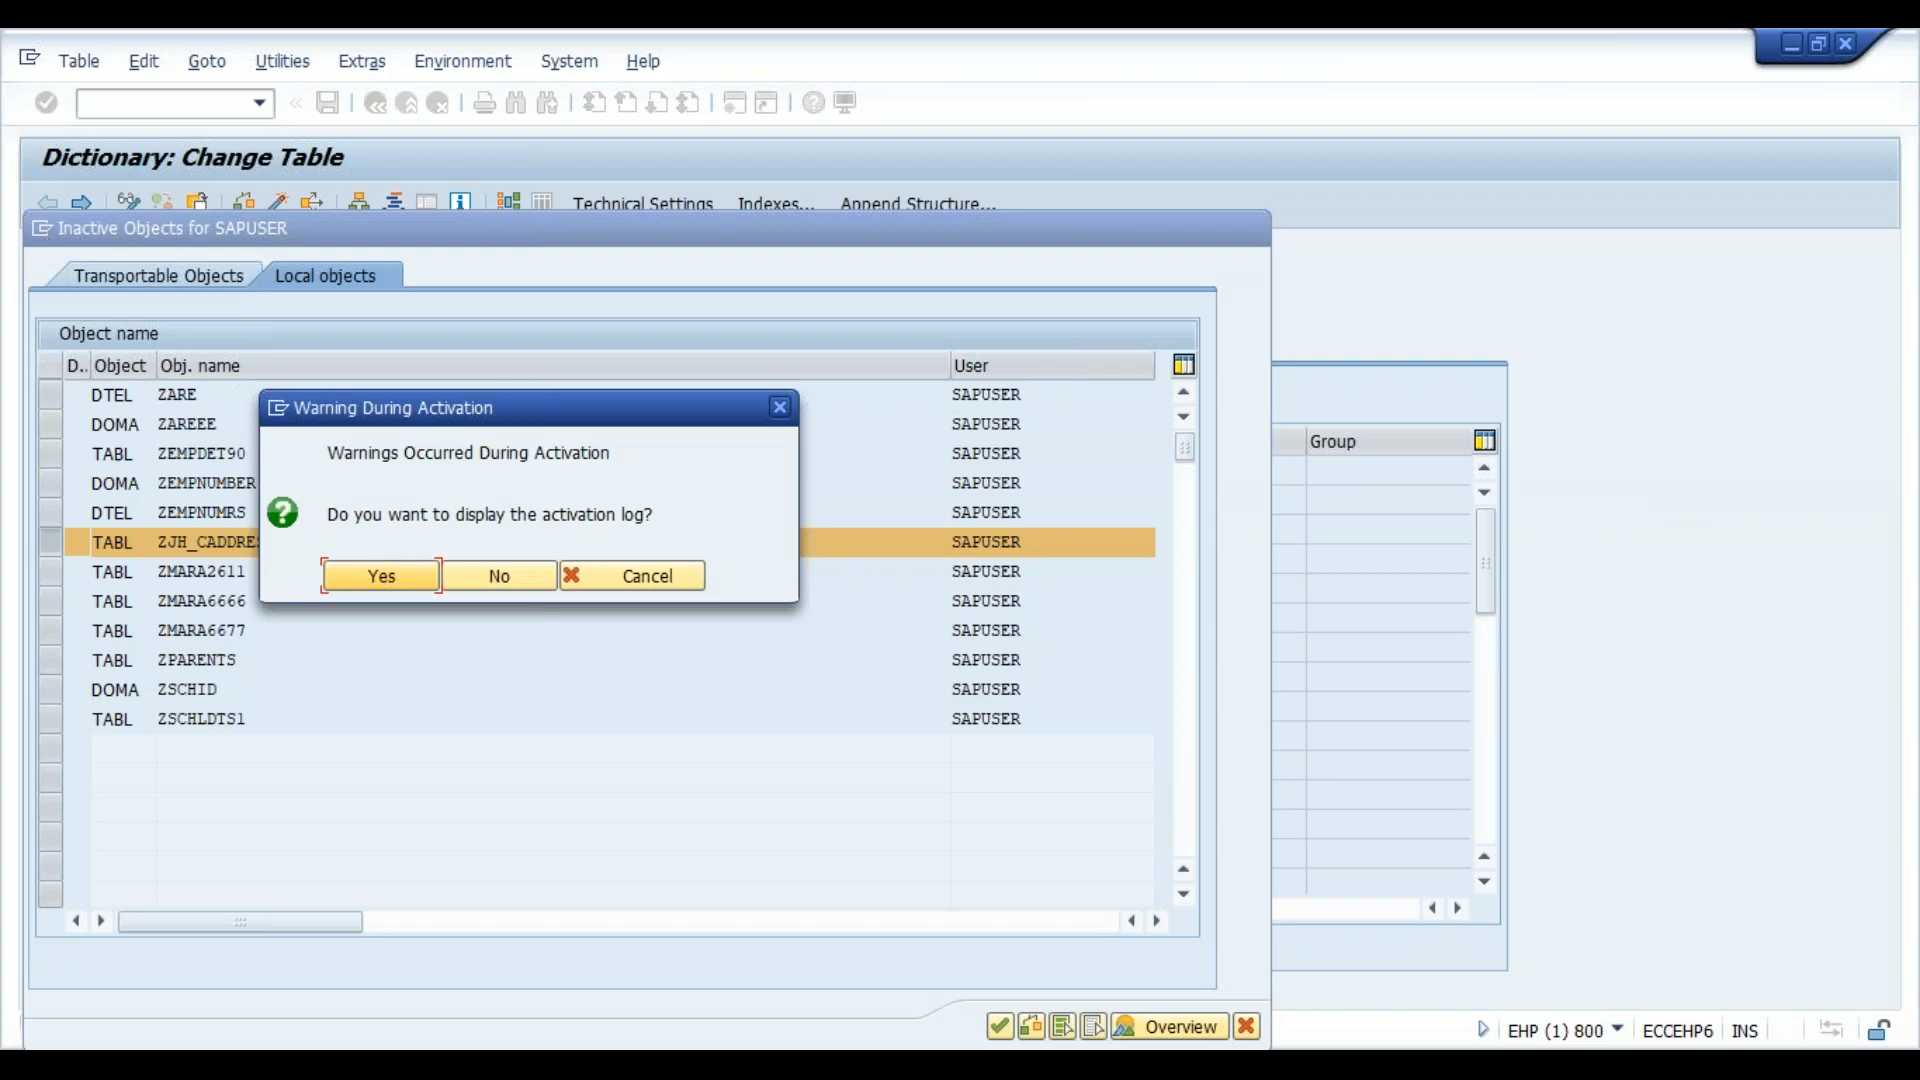 Table Edit Goto Utilities Extras Environment System Help
Dictionary: Change Table
Technical Settings Indexes... Append Structure...
Inactive Objects for SAPUSER
Transportable Objects Local objects
Object name
D.. Object Obj. name User
DTEL ZARE SAPUSER
DOMA ZAREEE SAPUSER
TABL ZEMPDET90 SAPUSER
DOMA ZEMPNUMBER SAPUSER
DTEL ZEMPNUMRS SAPUSER
TABL ZJH_CADDRES SAPUSER
TABL ZMARA2611 SAPUSER
TABL ZMARA6666 SAPUSER
TABL ZMARA6677 SAPUSER
TABL ZPARENTS SAPUSER
DOMA ZSCHID SAPUSER
TABL ZSCHLDTS1 SAPUSER
Warning During Activation
Warnings Occurred During Activation
Do you want to display the activation log?
Yes No Cancel
Group
Overview
EHP (1) 800 ECCEHP6 INS